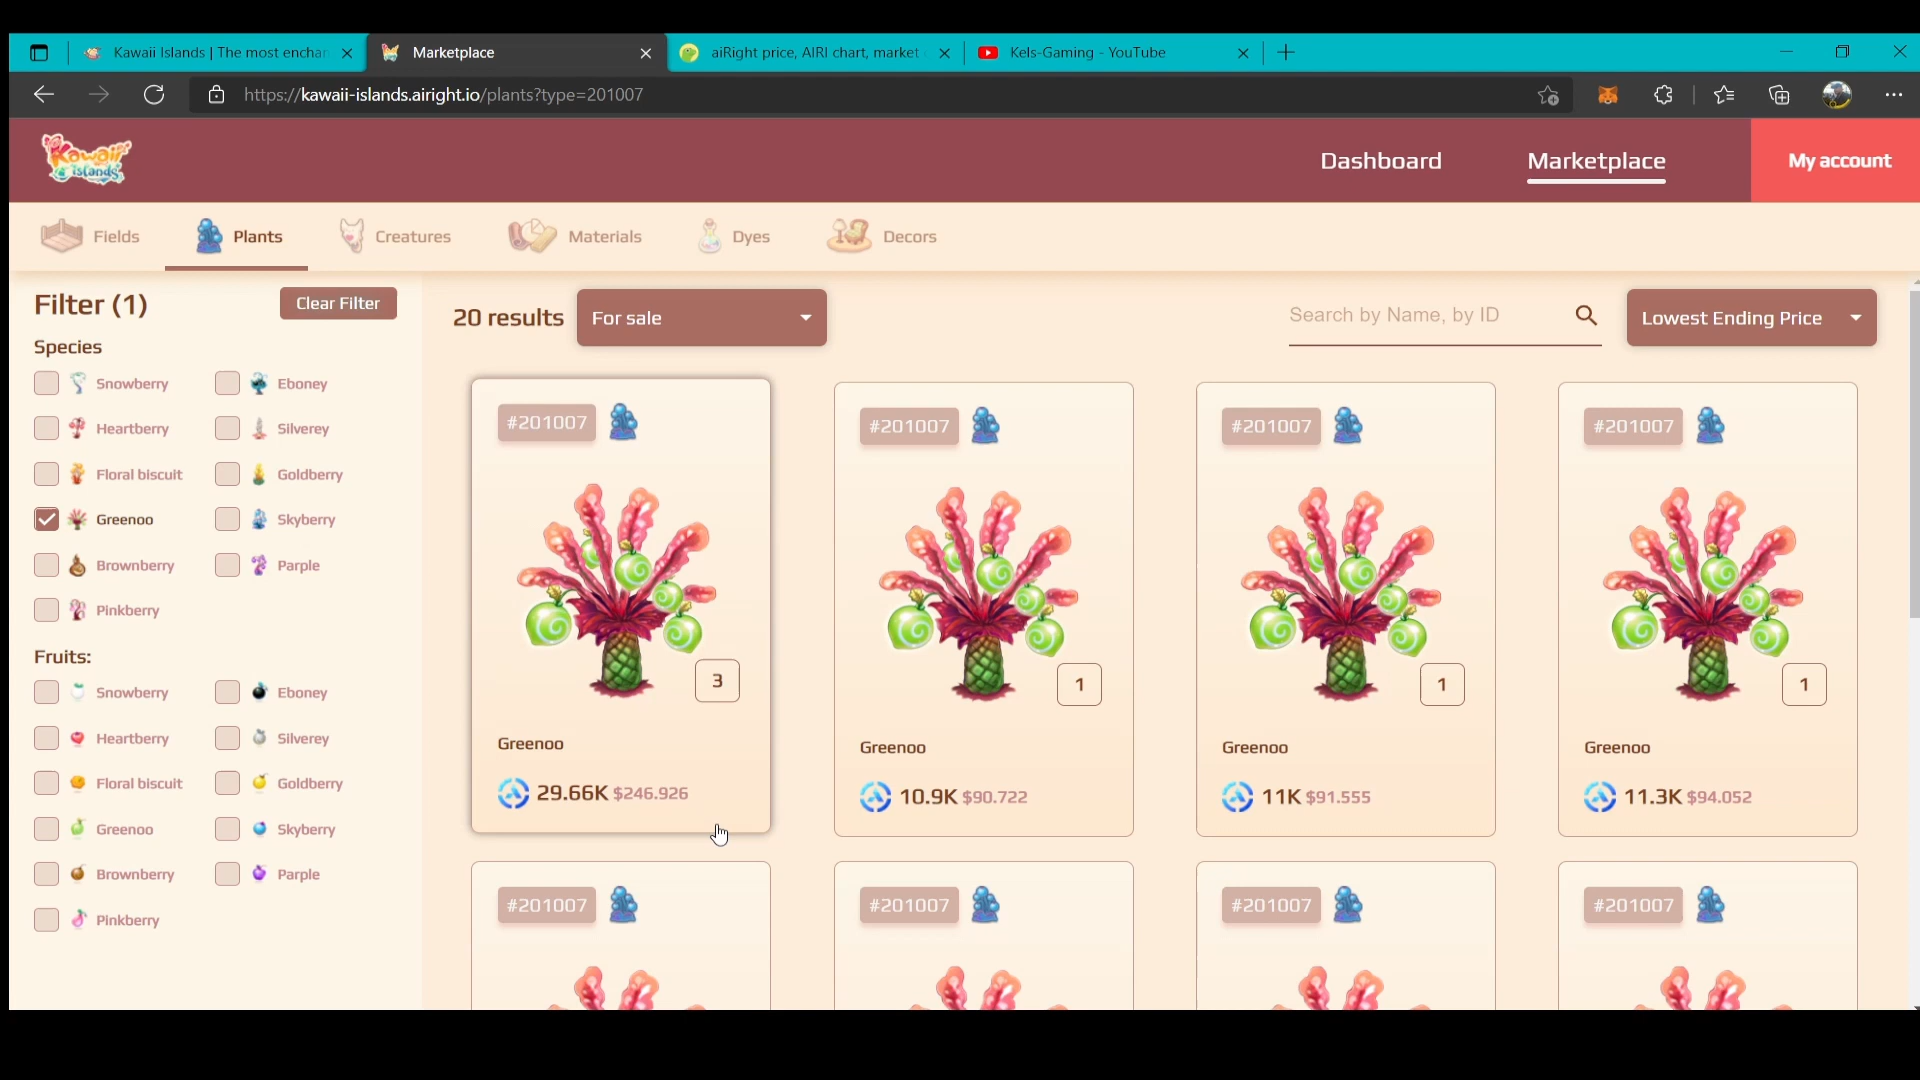 Kawaii Islands | The most enchan
Marketplace
aiRight price, AIRI chart, market
Kels-Gaming - YouTube
https://kawaii-islands.airight.io/plants?type=201007
Kawaii Islands
Dashboard
Marketplace
My account
Fields
Plants
Creatures
Materials
Dyes
Decors
Filter (1)
Clear Filter
20 results
For sale
Search by Name, by ID
Lowest Ending Price
Species
Snowberry
Eboney
Heartberry
Silverey
Floral biscuit
Goldberry
Greenoo
Skyberry
Brownberry
Parple
Pinkberry
Fruits:
Snowberry
Eboney
Heartberry
Silverey
Floral biscuit
Goldberry
Greenoo
Skyberry
Brownberry
Parple
Pinkberry
#201007
3
Greenoo
29.66K $246.926
#201007
1
Greenoo
10.9K $90.722
#201007
1
Greenoo
11K $91.555
#201007
1
Greenoo
11.3K $94.052
#201007
#201007
#201007
#201007